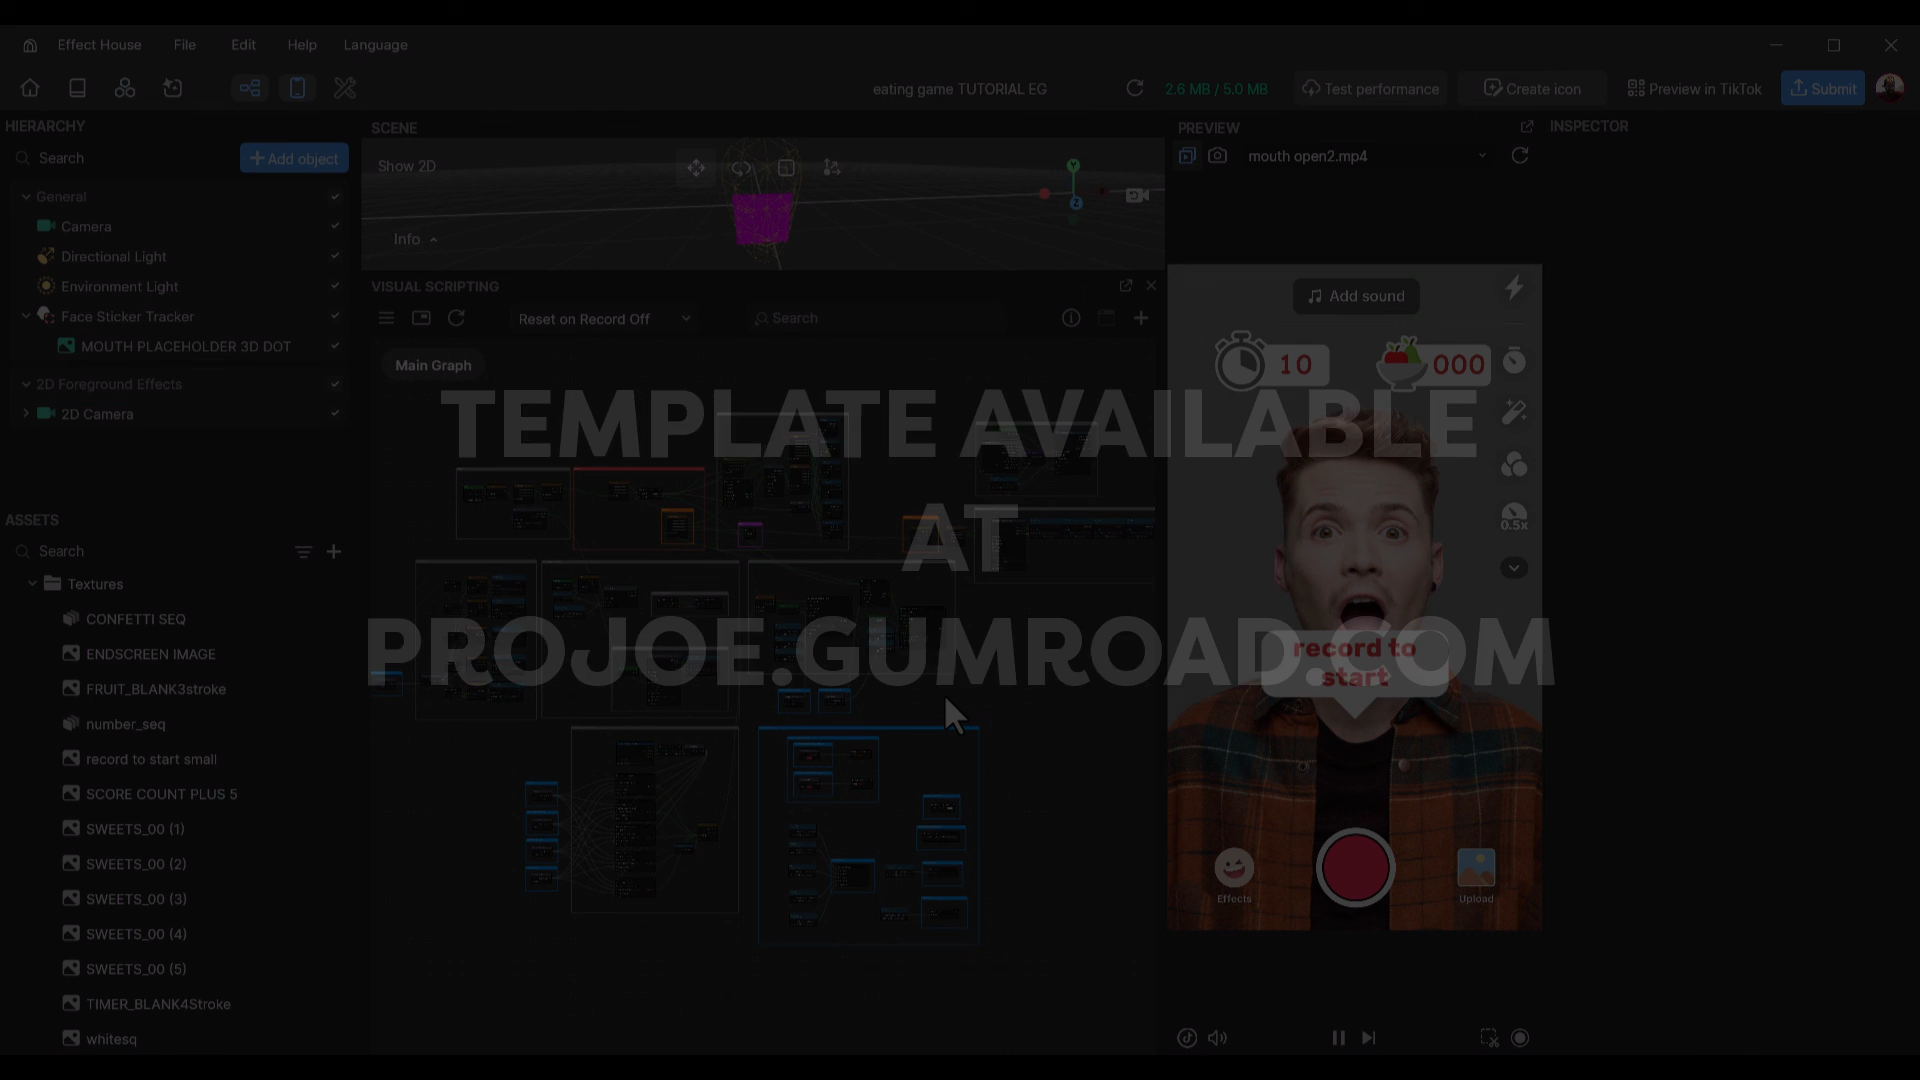 Effect House
File
Edit
Help
Language
eating game TUTORIAL EG
2.6 MB / 5.0 MB
Test performance
Create icon
Preview in TikTok
Submit
HIERARCHY
Search
Add object
General
Camera
Directional Light
Environment Light
Face Sticker Tracker
MOUTH PLACEHOLDER 3D DOT
2D Foreground Effects
2D Camera
ASSETS
Search
Textures
CONFETTI SEQ
ENDSCREEN IMAGE
FRUIT_BLANK3stroke
number_seq
record to start small
SCORE COUNT PLUS 5
SWEETS_00 (1)
SWEETS_00 (2)
SWEETS_00 (3)
SWEETS_00 (4)
SWEETS_00 (5)
TIMER_BLANK4Stroke
whitesq
SCENE
Show 2D
Y
Z
Info
VISUAL SCRIPTING
Reset on Record Off
Search
Main Graph
TEMPLATE AVAILABLE
AT
PROJOE.GUMROAD.COM
PREVIEW
mouth open2.mp4
Add sound
10
000
0.5x
record to
start
Effects
Upload
INSPECTOR